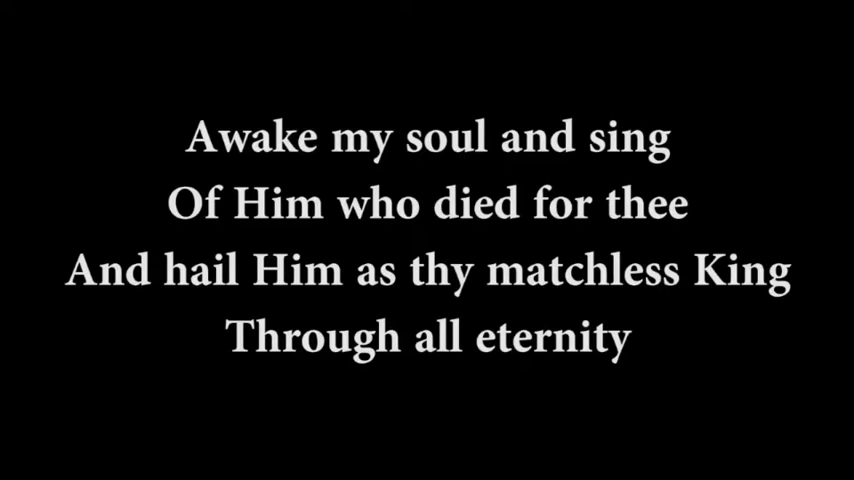 Awake my soul and sing
Of Him who died for thee
And hail Him as thy matchless King
Through all eternity